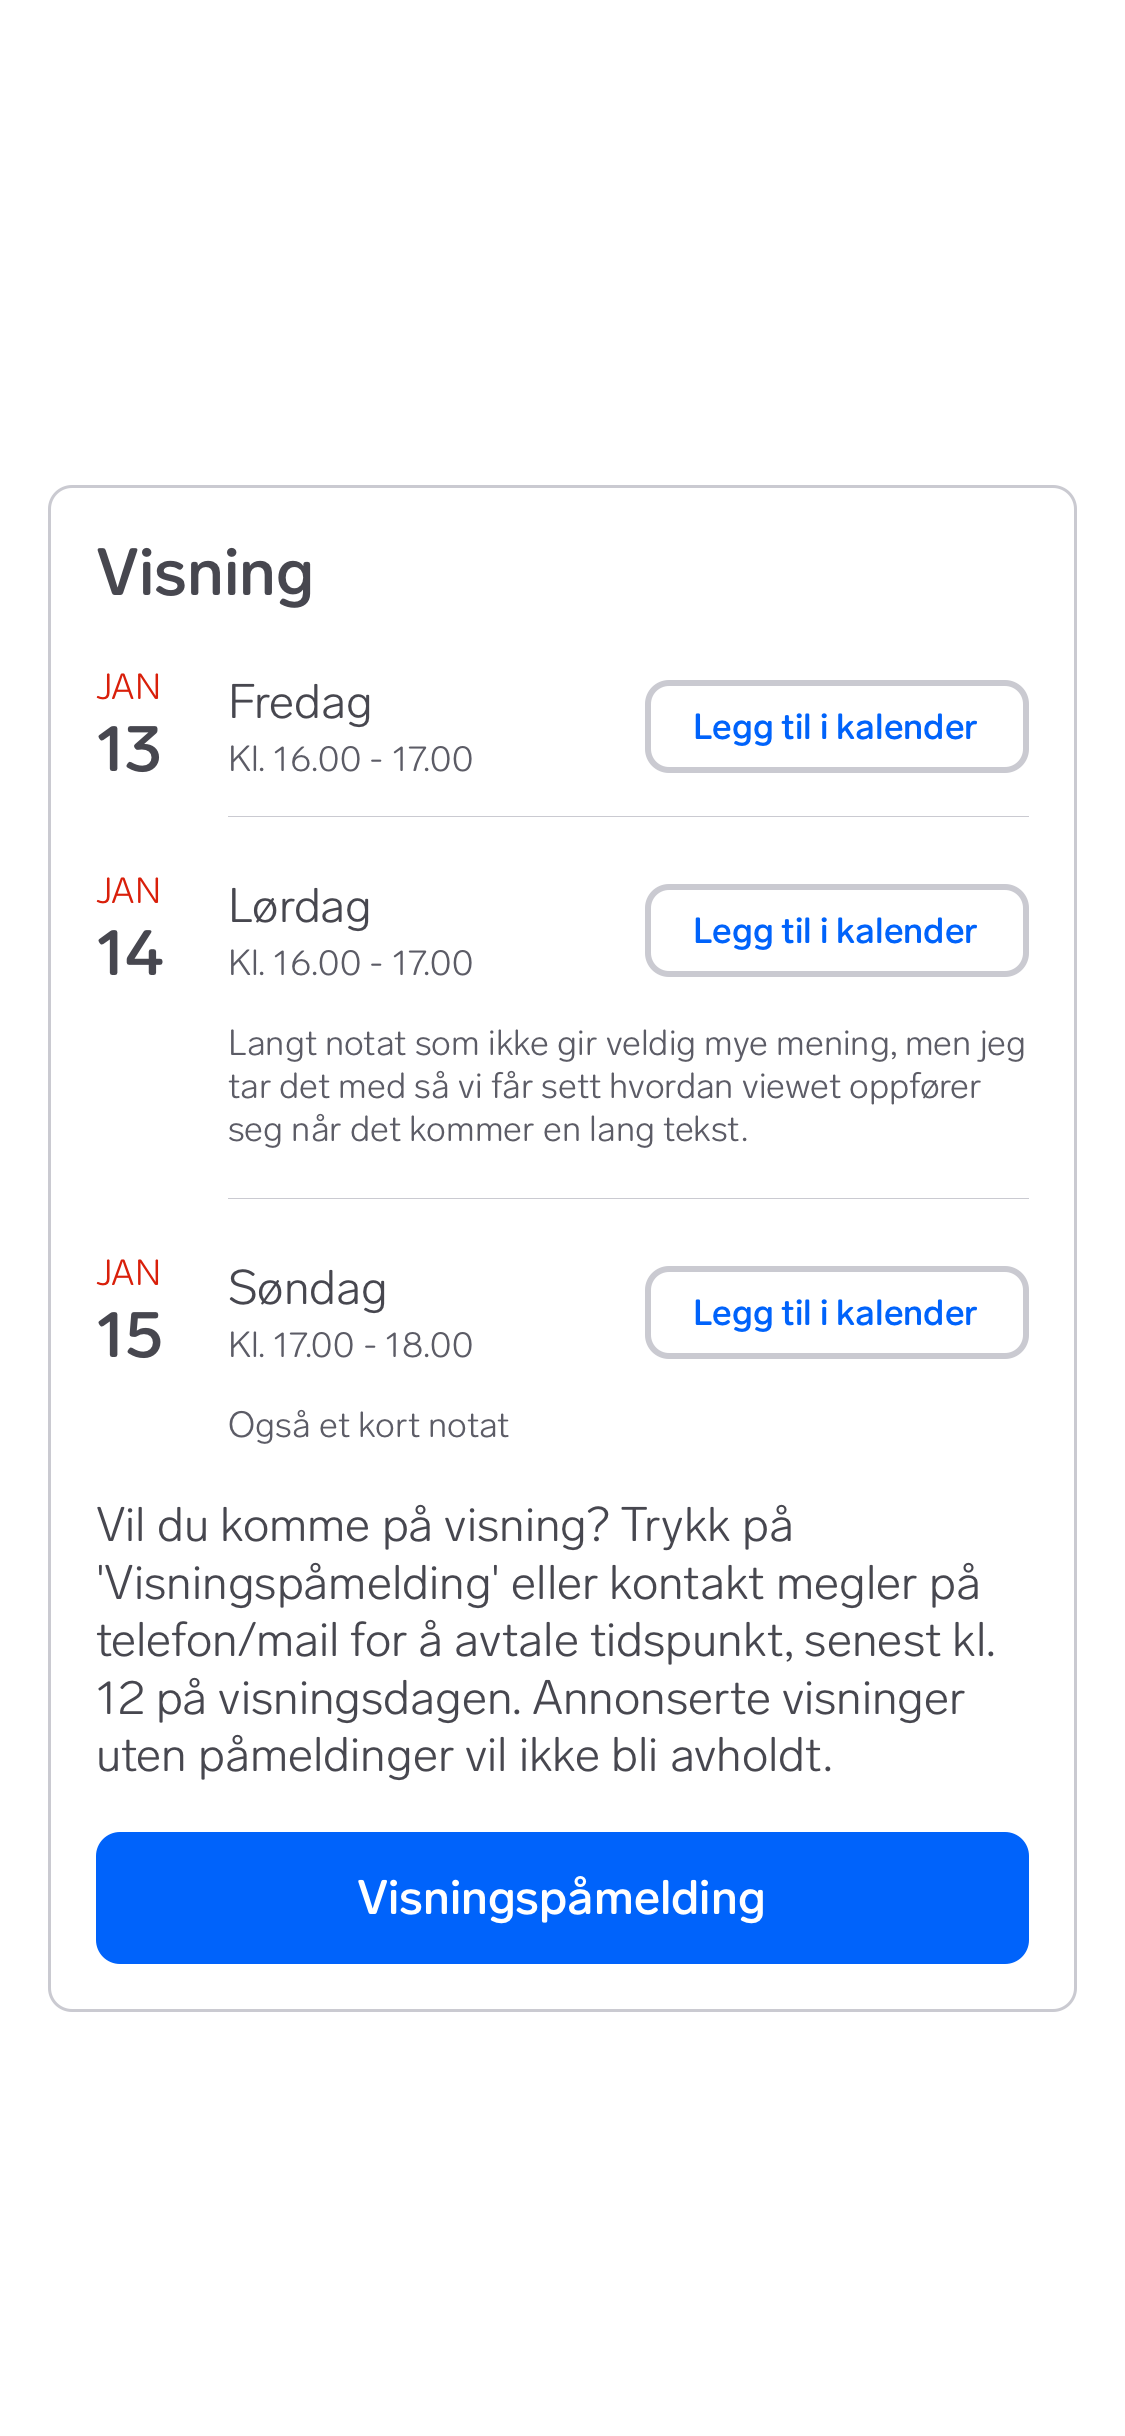 Visning
JAN
13
Fredag
Kl. 16.00 - 17.00
Legg til i kalender
JAN
14
Lørdag
Kl. 16.00 - 17.00
Legg til i kalender
Langt notat som ikke gir veldig mye mening, men jeg
tar det med så vi får sett hvordan viewet oppfører
seg når det kommer en lang tekst.
JAN
15
Søndag
Kl. 17.00 - 18.00
Legg til i kalender
Også et kort notat
Vil du komme på visning? Trykk på
'Visningspåmelding' eller kontakt megler på
telefon/mail for å avtale tidspunkt, senest kl.
12 på visningsdagen. Annonserte visninger
uten påmeldinger vil ikke bli avholdt.
Visningspåmelding